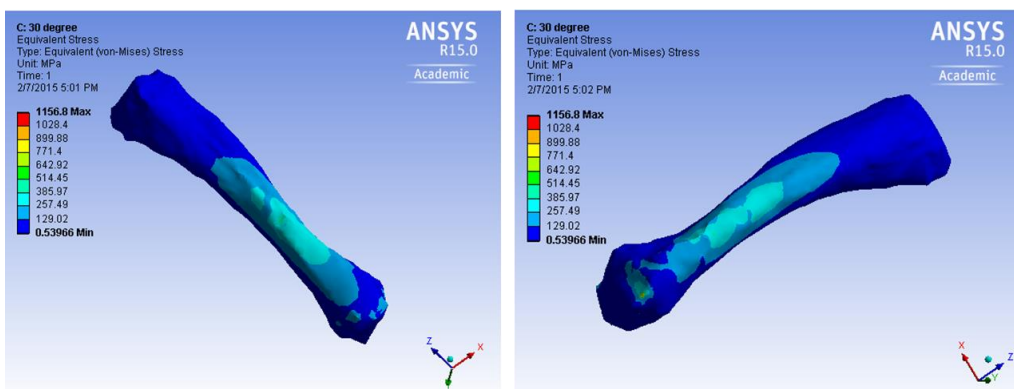 C: 30 degree
Equivalent Stress
Type: Equivalent (von-Mises) Stress
Unit: MPa
Time: 1
2/7/2015 5:01 PM
1156.8 Max
1028.4
899.88
771.4
642.92
514.45
385.97
257.49
129.02
0.53966 Min
ANSYS
R15.0
Academic
Z
X
C: 30 degree
Equivalent Stress
Type: Equivalent (von-Mises) Stress
Unit: MPa
Time: 1
2/7/2015 5:02 PM
1156.8 Max
1028.4
899.88
771.4
642.92
514.45
385.97
257.49
129.02
0.53966 Min
ANSYS
R15.0
Academic
X
Z
Y